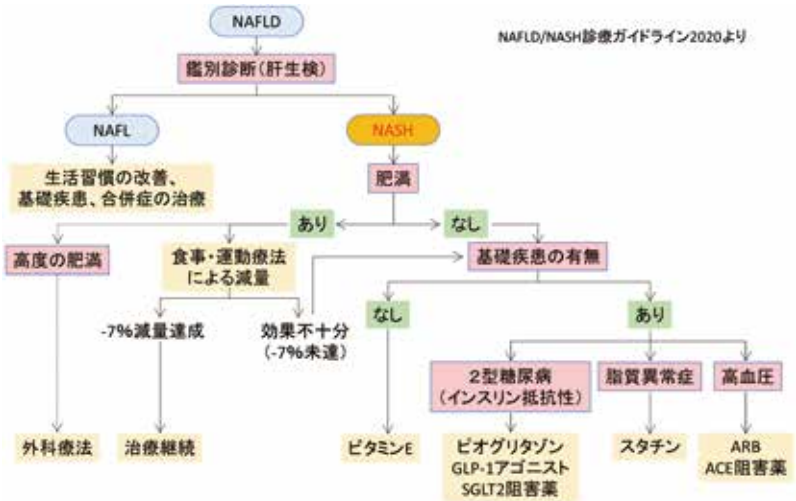 NAFLD
NAFLD/NASH診療ガイドライン2020より
鑑別診断(肝生検)
NAFL
NASH
生活習慣の改善、
基礎疾患、合併症の治療
肥満
あり
なし
高度の肥満
食事・運動療法
による減量
基礎疾患の有無
-7%減量達成
効果不十分
(-7%未達)
なし
あり
2型糖尿病
(インスリン抵抗性)
脂質異常症
高血圧
外科療法
治療継続
ビタミンE
ピオグリタゾン
GLP-1アゴニスト
SGLT2阻害薬
スタチン
ARB
ACE阻害薬